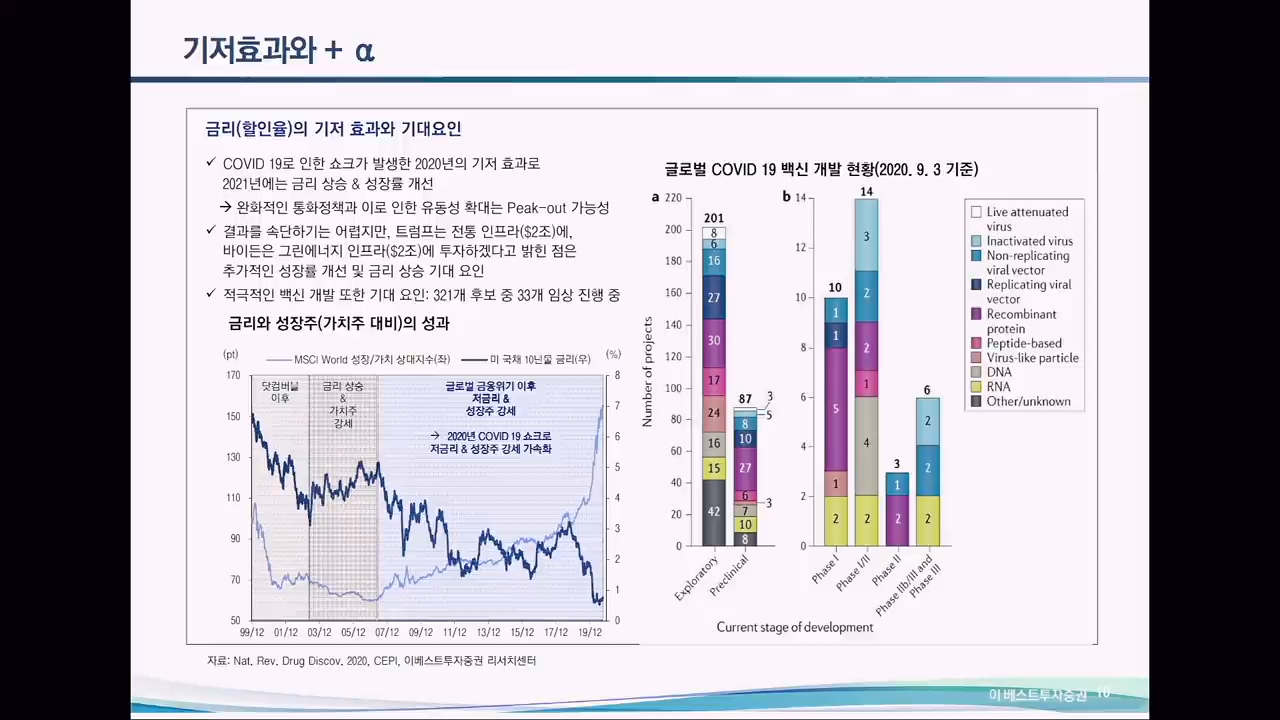 기저효과와 + α
금리(할인율)의 기저 효과와 기대요인
✓ COVID 19로 인한 쇼크가 발생한 2020년의 기저 효과로
2021년에는 금리 상승 & 성장률 개선
→ 완화적인 통화정책과 이로 인한 유동성 확대는 Peak-out 가능성
✓ 결과를 속단하기는 어렵지만, 트럼프는 전통 인프라($2조)에,
바이든은 그린에너지 인프라($2조)에 투자하겠다고 밝힌 점은
추가적인 성장률 개선 및 금리 상승 기대 요인
✓ 적극적인 백신 개발 또한 기대 요인: 321개 후보 중 33개 임상 진행 중
금리와 성장주(가치주 대비)의 성과
(pt)
MSCI World 성장/가치 상대지수(좌)
미 국채 10년물 금리(우)
(%)
170
150
130
110
90
70
50
8
7
6
5
4
3
2
1
0
닷컴버블
이후
금리 상승
&
가치주
강세
글로벌 금융위기 이후
저금리 &
성장주 강세
→ 2020년 COVID 19 쇼크로
저금리 & 성장주 강세 가속화
99/12 01/12 03/12 05/12 07/12 09/12 11/12 13/12 15/12 17/12 19/12
글로벌 COVID 19 백신 개발 현황(2020. 9. 3 기준)
a
Number of projects
220
200
180
160
140
120
100
80
60
40
20
0
201
8
6
16
27
30
17
24
16
15
42
87
3
5
8
10
27
6
3
7
10
8
Exploratory
Preclinical
b
14
12
10
8
6
4
2
0
10
1
1
5
1
2
14
3
2
2
1
4
2
3
1
2
6
2
2
2
Phase I
Phase I/II
Phase II
Phase IIb/III and
Phase III
Current stage of development
Live attenuated
virus
Inactivated virus
Non-replicating
viral vector
Replicating viral
vector
Recombinant
protein
Peptide-based
Virus-like particle
DNA
RNA
Other/unknown
자료: Nat. Rev. Drug Discov. 2020, CEPI, 이베스트투자증권 리서치센터
이베스트투자증권 10